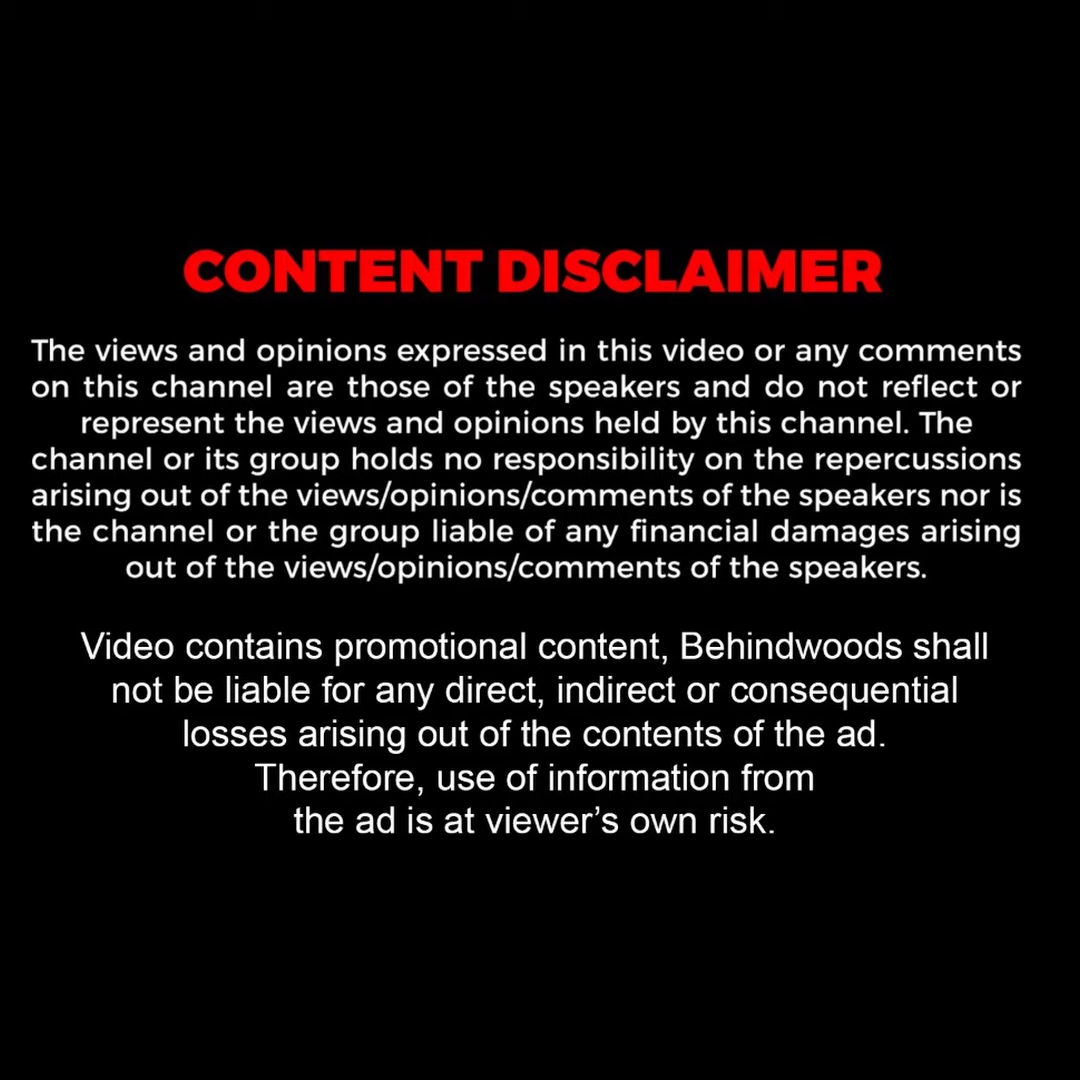 CONTENT DISCLAIMER
The views and opinions expressed in this video or any comments
on this channel are those of the speakers and do not reflect or
represent the views and opinions held by this channel. The
channel or its group holds no responsibility on the repercussions
arising out of the views/opinions/comments of the speakers nor is
the channel or the group liable of any financial damages arising
out of the views/opinions/comments of the speakers.
Video contains promotional content, Behindwoods shall
not be liable for any direct, indirect or consequential
losses arising out of the contents of the ad.
Therefore, use of information from
the ad is at viewer’s own risk.